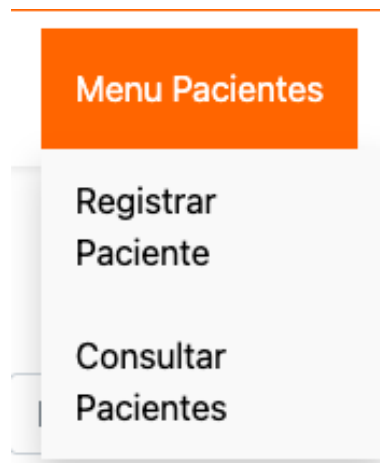 Menu Pacientes
Registrar
Paciente
Consultar
Pacientes